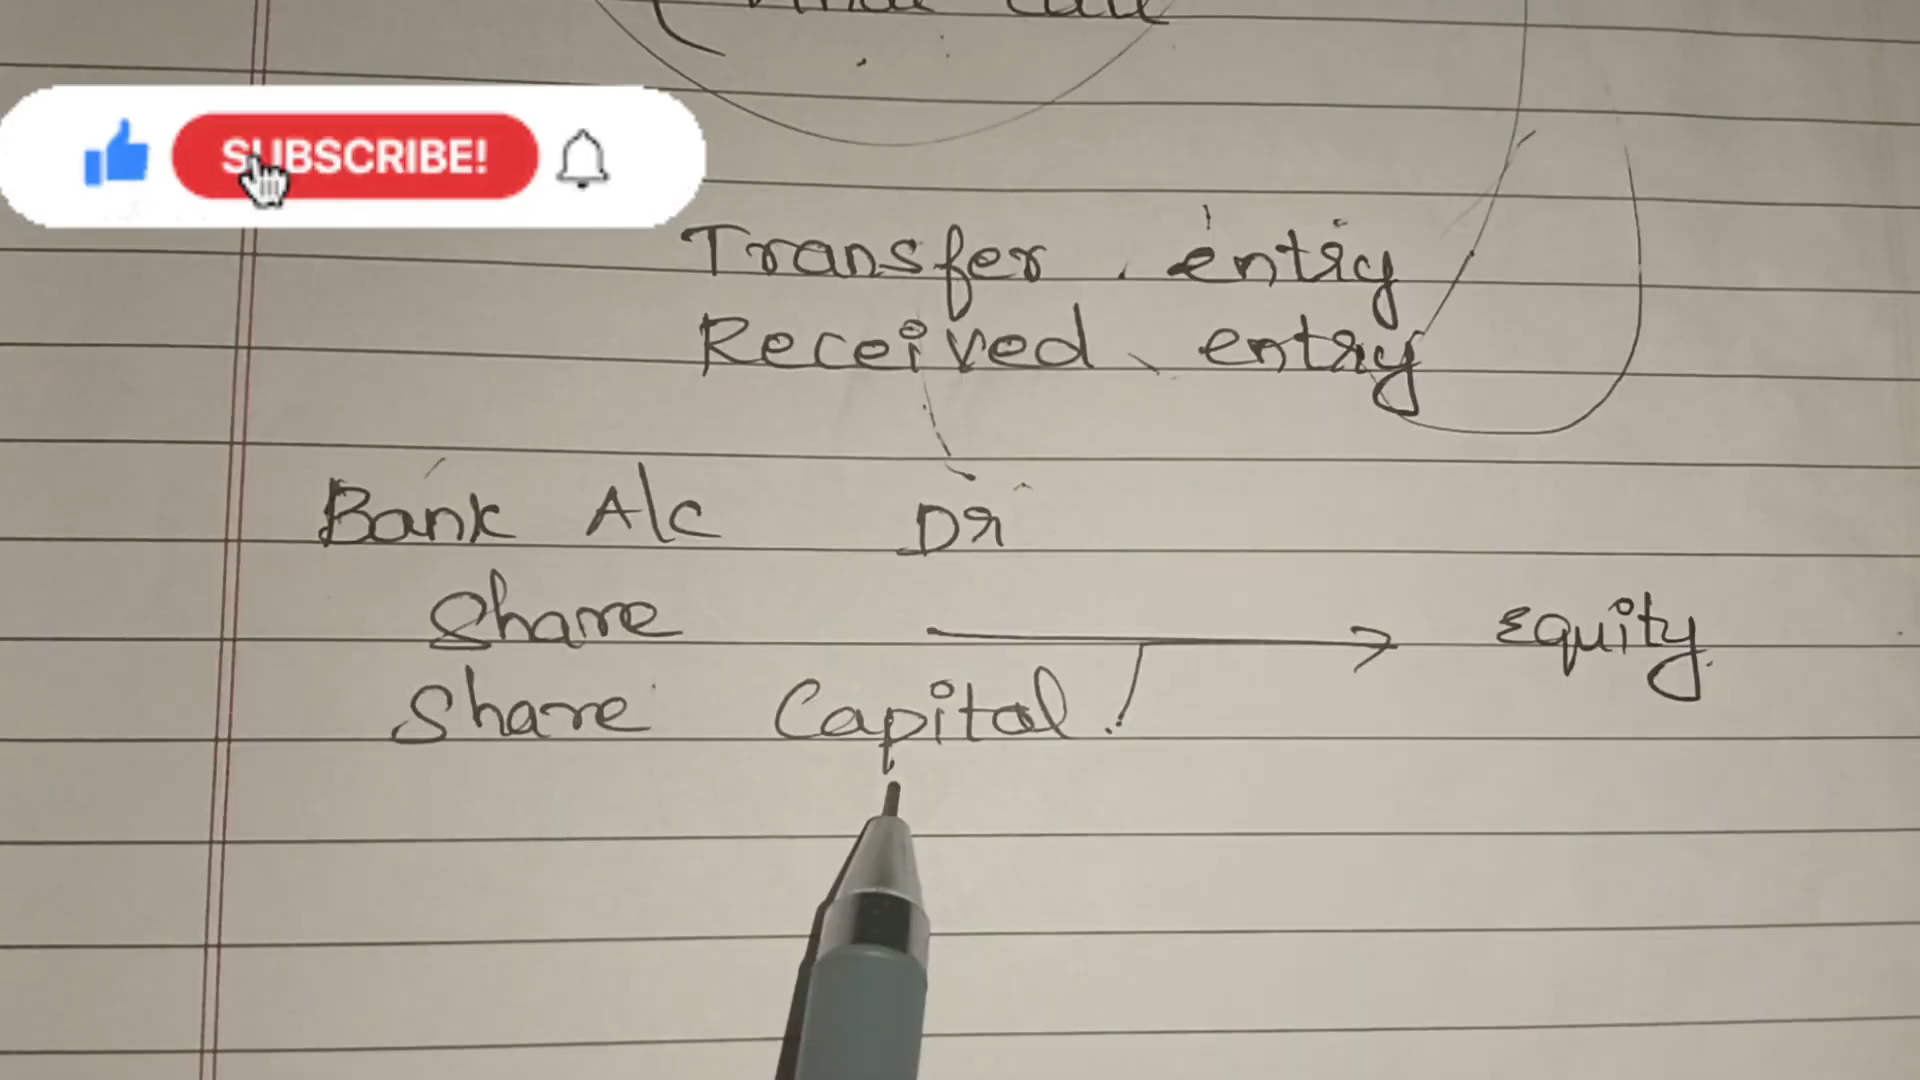 SUBSCRIBE!
Transfer entry
Received entry
Bank A/c Dr
Share Equity
Share Capital